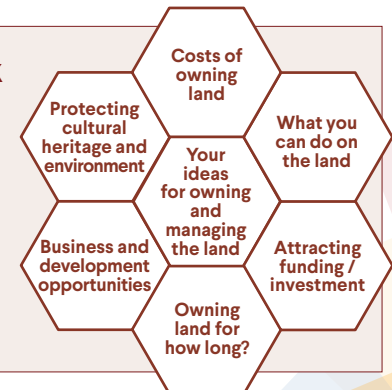 Costs of
owning
land
Protecting
cultural
heritage and
environment
What you
can do on
the land
Your
ideas
for owning
and
managing
the land
Business and
development
opportunities
Attracting
funding /
investment
Owning
land for
how long?